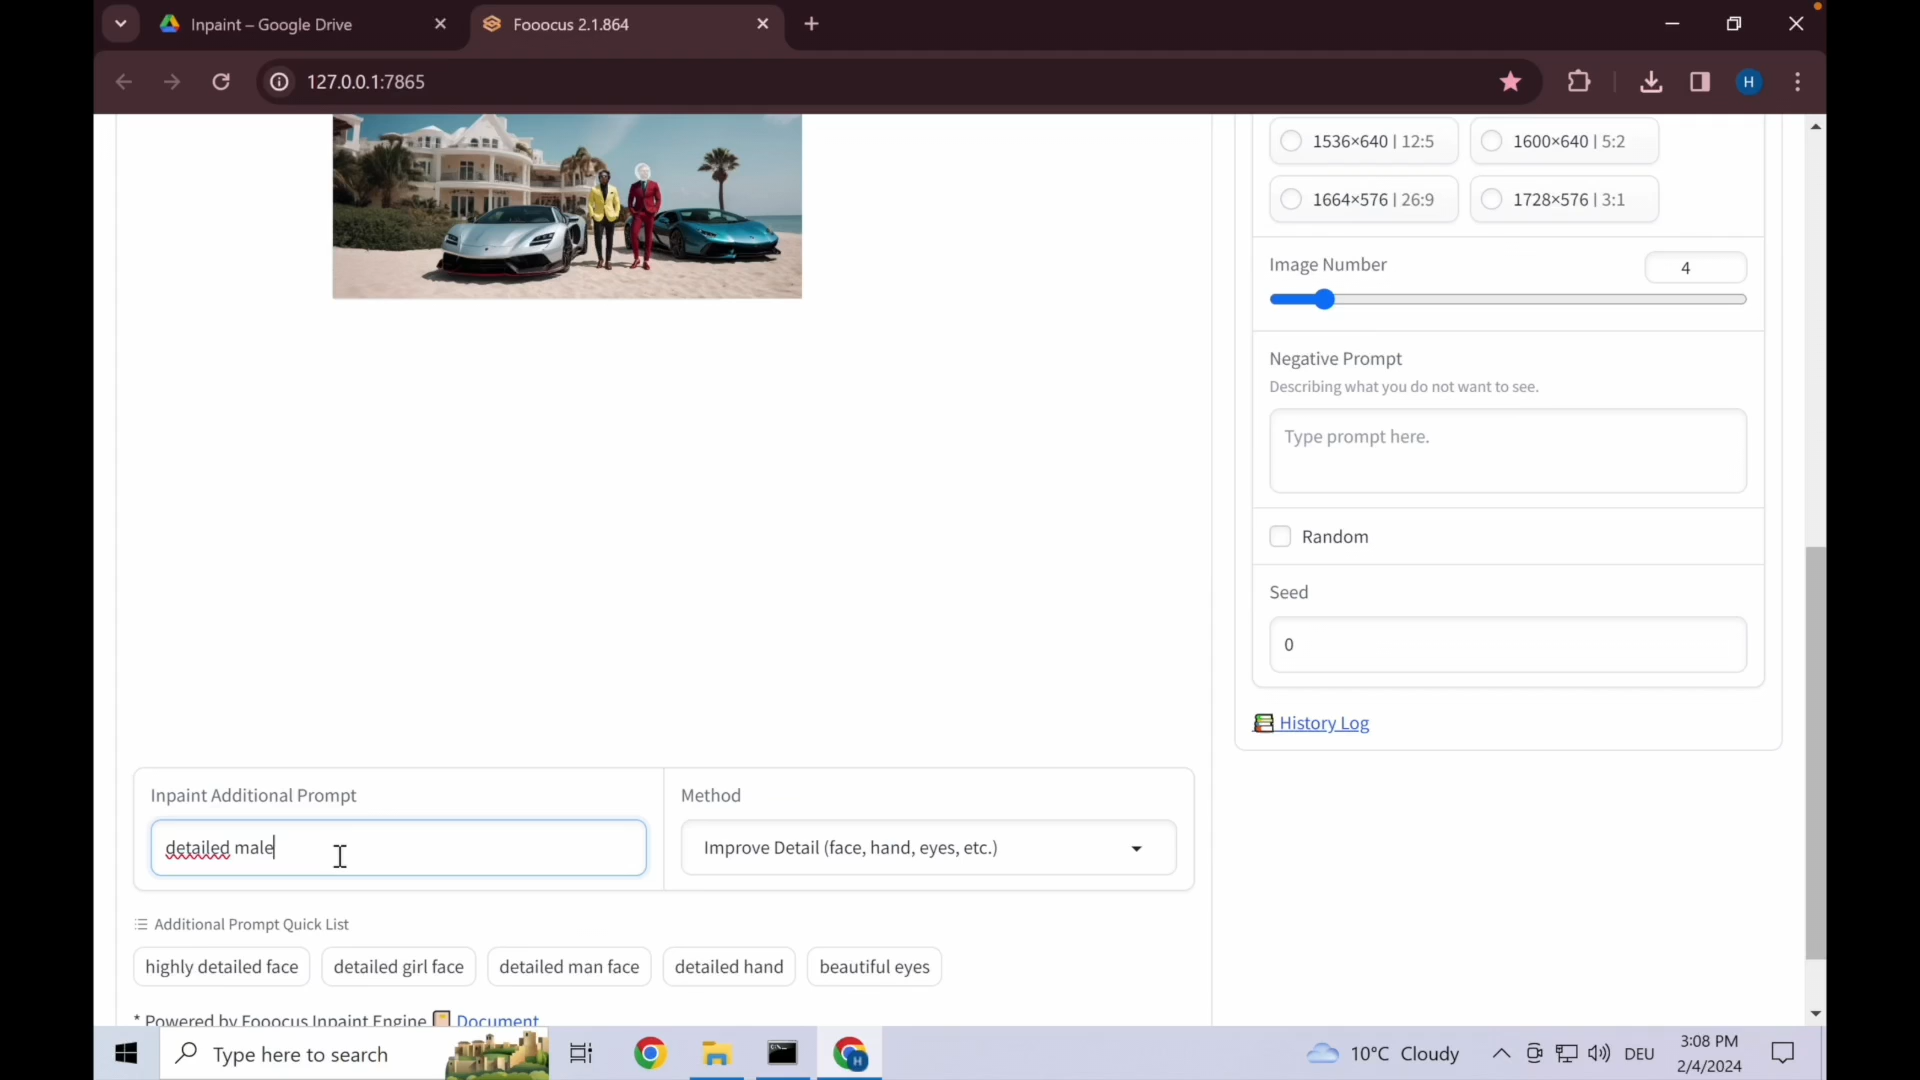 Inpaint – Google Drive
Fooocus 2.1.864
127.0.0.1:7865
H
1536×640 | 12:5
1600×640 | 5:2
1664×576 | 26:9
1728×576 | 3:1
Image Number
4
Negative Prompt
Describing what you do not want to see.
Type prompt here.
Random
Seed
0
History Log
Inpaint Additional Prompt
Method
detailed male
Improve Detail (face, hand, eyes, etc.)
Additional Prompt Quick List
highly detailed face
detailed girl face
detailed man face
detailed hand
beautiful eyes
* Powered by Fooocus Inpaint Engine Document
Type here to search
H
10°C Cloudy
DEU
3:08 PM
2/4/2024